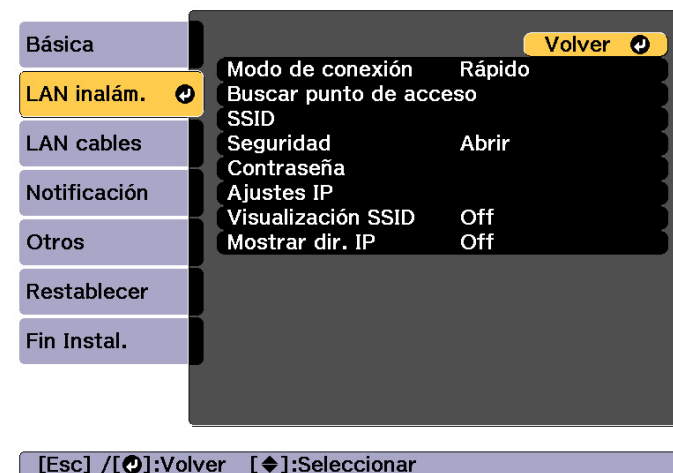 Básica
LAN inalám.
LAN cables
Notificación
Otros
Restablecer
Fin Instal.
Volver
Modo de conexión Rápido
Buscar punto de acceso
SSID
Seguridad Abrir
Contraseña
Ajustes IP
Visualización SSID Off
Mostrar dir. IP Off
[Esc] /[⏎]:Volver [◆]:Seleccionar